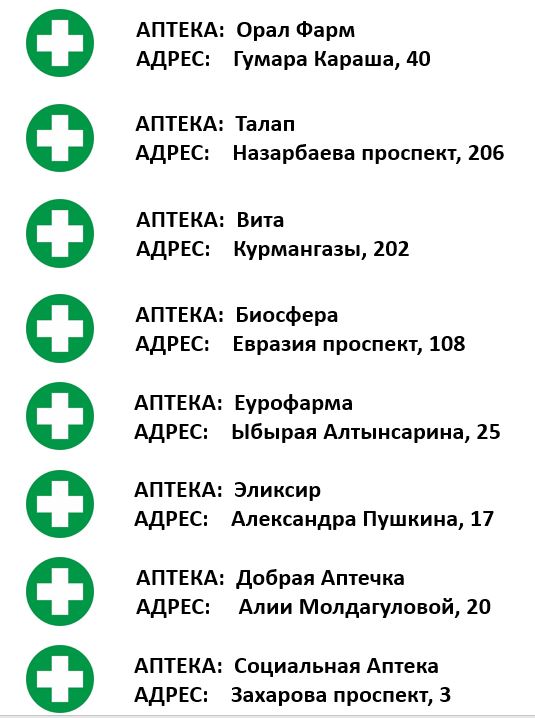 АПТЕКА: Орал Фарм
АДРЕС: Гумара Караша, 40
АПТЕКА: Талап
АДРЕС: Назарбаева проспект, 206
АПТЕКА: Вита
АДРЕС: Курмангазы, 202
АПТЕКА: Биосфера
АДРЕС: Евразия проспект, 108
АПТЕКА: Еурофарма
АДРЕС: Ыбырая Алтынсарина, 25
АПТЕКА: Эликсир
АДРЕС: Александра Пушкина, 17
АПТЕКА: Добрая Аптечка
АДРЕС: Алии Молдагуловой, 20
АПТЕКА: Социальная Аптека
АДРЕС: Захарова проспект, 3